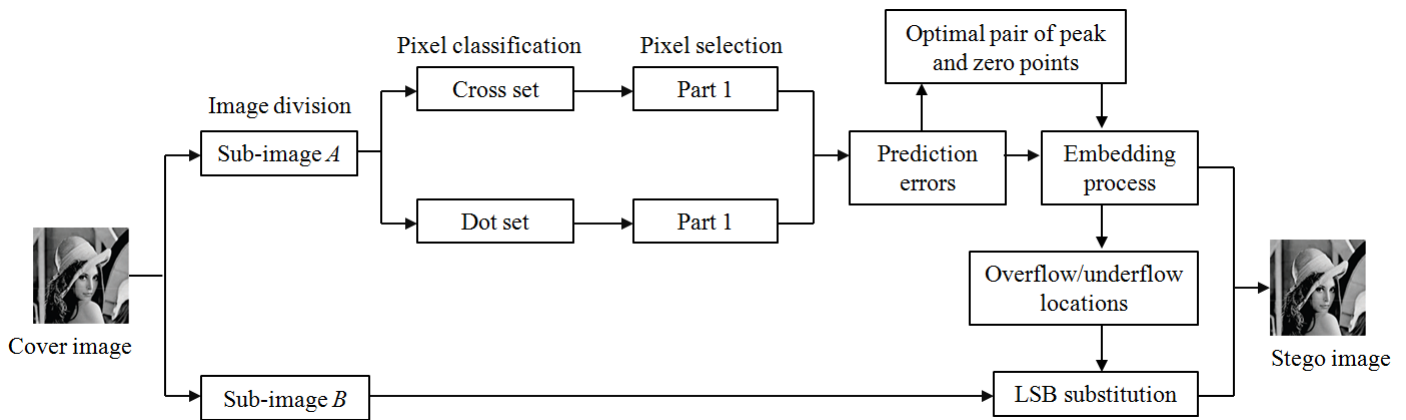 Optimal pair of peak
and zero points
Pixel classification
Pixel selection
Cross set
Part 1
Image division
Sub-image A
Prediction
errors
Embedding
process
Dot set
Part 1
Overflow/underflow
locations
Cover image
Stego image
Sub-image B
LSB substitution